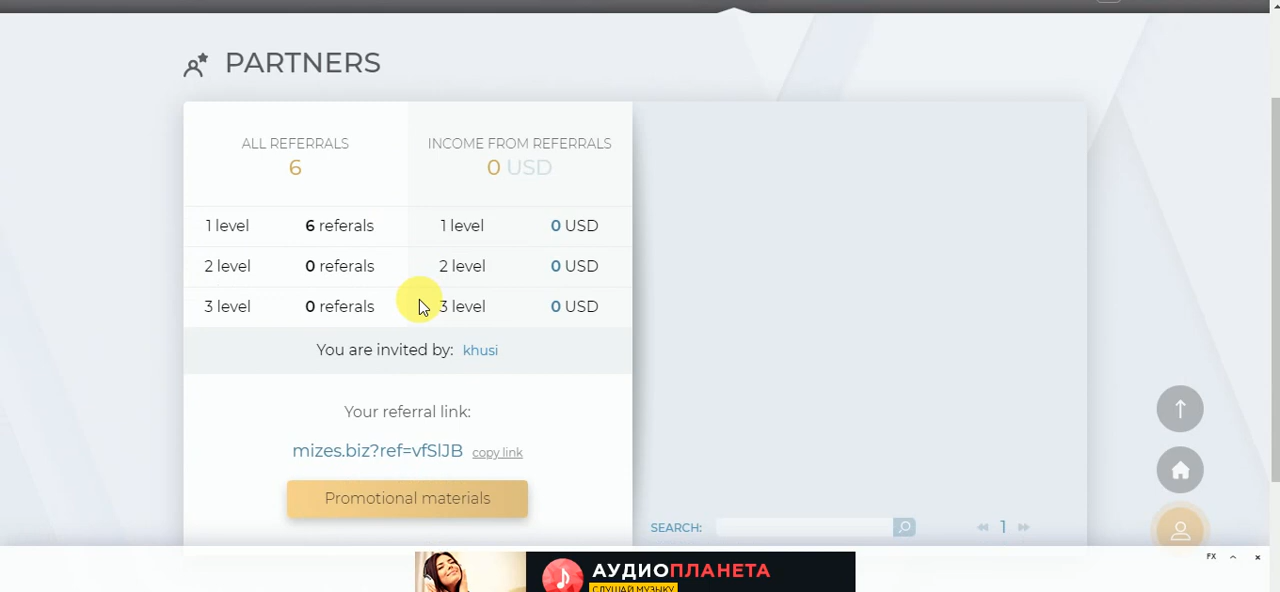 PARTNERS
ALL REFERRALS
6
INCOME FROM REFERRALS
0 USD
1 level 6 referals 1 level 0 USD
2 level 0 referals 2 level 0 USD
3 level 0 referals 3 level 0 USD
You are invited by: khusi
Your referral link:
mizes.biz?ref=vfSlJB copy link
Promotional materials
SEARCH: 1
FX
АУДИОПЛАНЕТА
СЛУШАЙ МУЗЫКУ